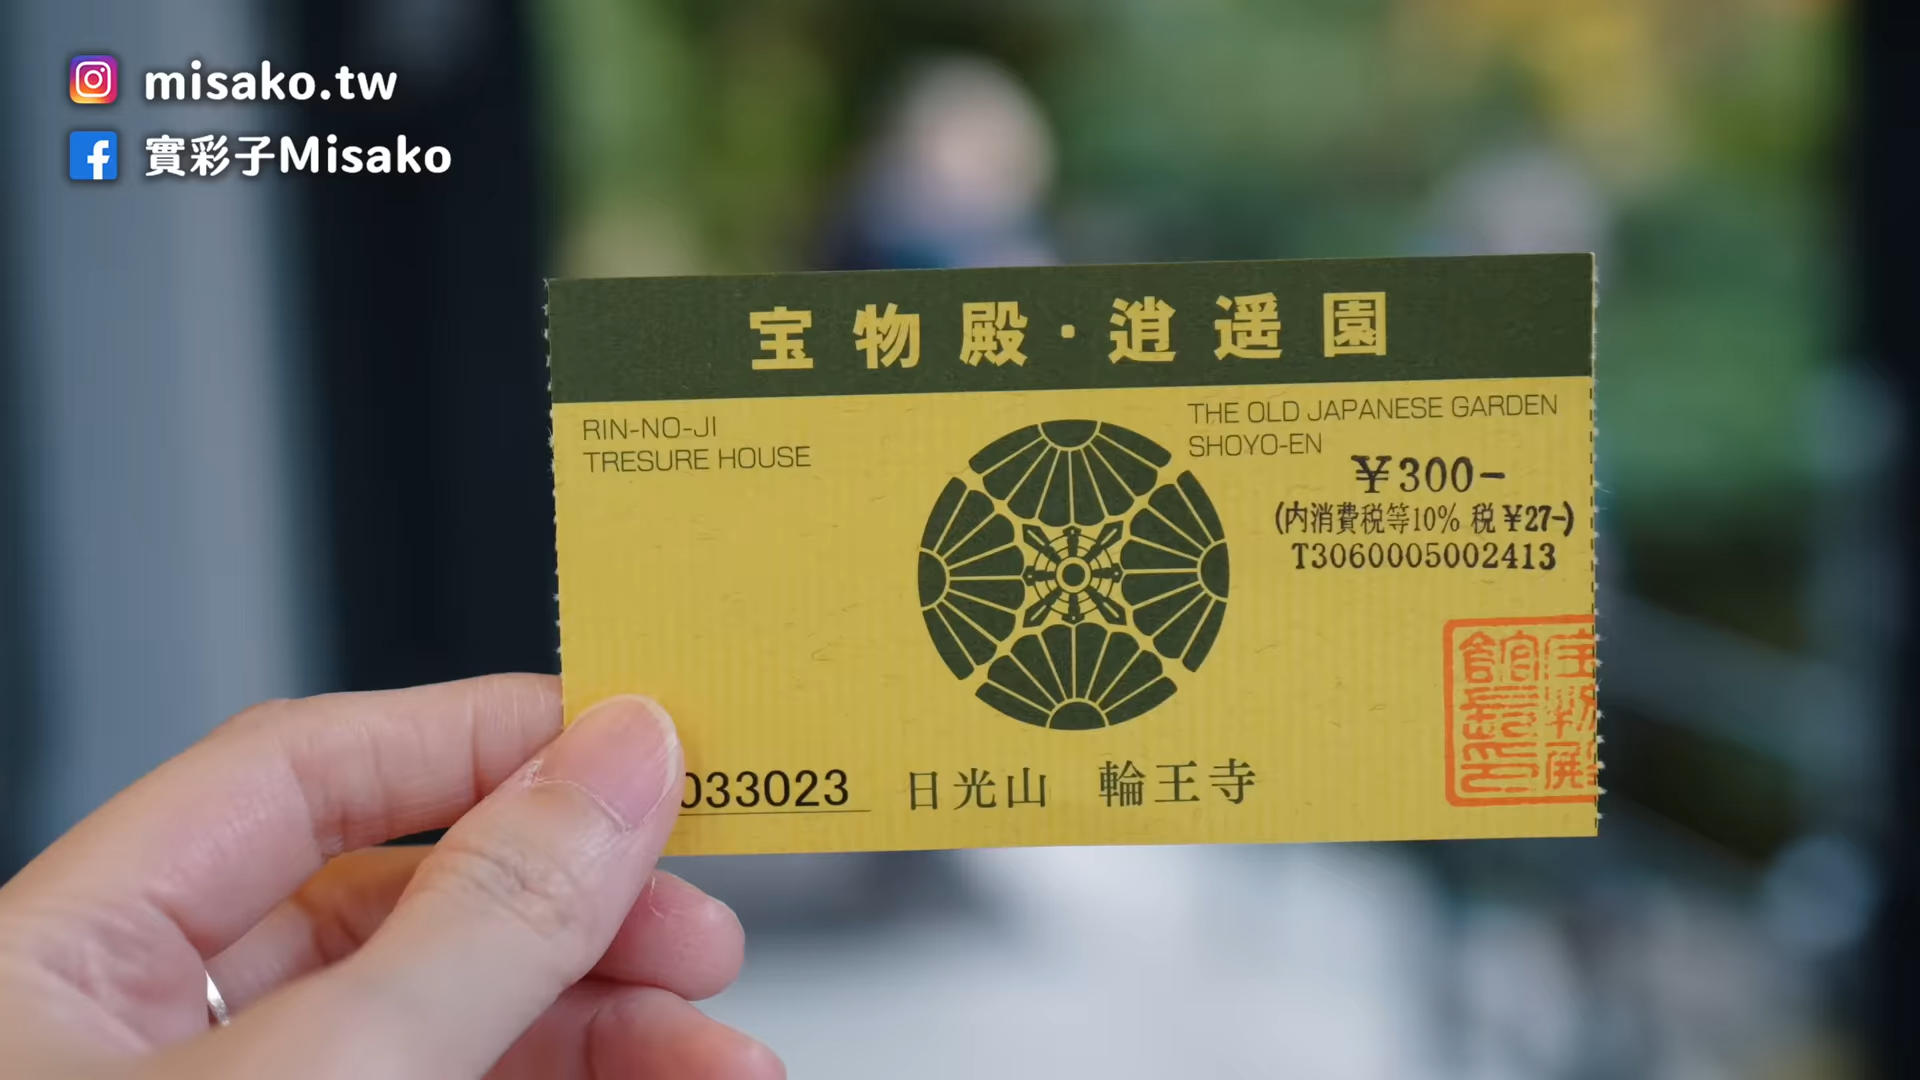 misako.tw
實彩子Misako
宝物殿・逍遥園
RIN-NO-JI
TRESURE HOUSE
THE OLD JAPANESE GARDEN
SHOYO-EN
¥300-
(内消費税等10% 税¥27-)
T3060005002413
033023
日光山 輪王寺